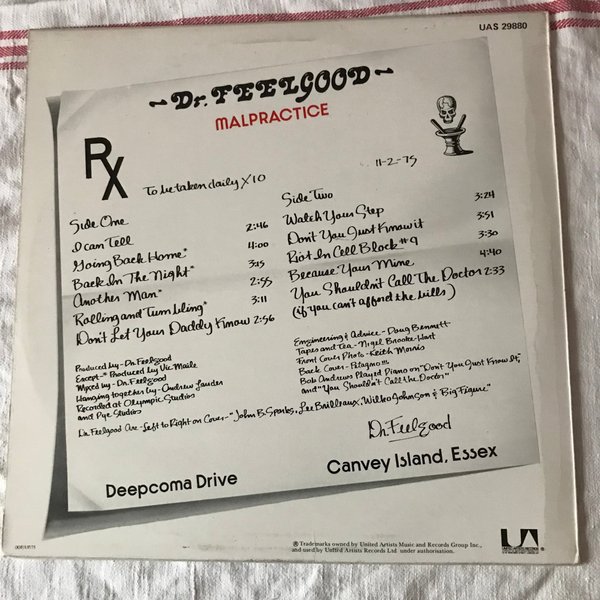 UAS 29880
~Dr. FEELGOOD~
MALPRACTICE
RX
To be taken daily X10
11-2-75
Side One
I can Tell 2:46
Going Back Home* 4:00
Back In The Night* 3:15
Another Man* 2:55
Rolling and Tumbling* 3:11
Don't Let Your Daddy Know 2:56
Side Two
Watch Your Step 3:24
Don't You Just Know it 3:51
Riot In Cell Block #9 3:30
Because Your Mine 4:40
You Shouldn't Call The Doctor 2:33
(if you can't afford the bills)
Produced by - Dr. Feelgood
Except-* Produced by Vic Maile
Mixed by - Dr. Feelgood
Hanging together by - Andrew Lauder
Recorded at Olympic Studios
and Pye Studios
Engineering & Advice - Doug Bennett
Tapes and Tea - Nigel Brooke-Hart
Front Cover Photo - Keith Morris
Back Cover -
Bob Andrews Played Piano on "Don't You Just Know It,"
and "You Shouldn't Call the Doctor"
Dr. Feelgood Are - Left to Right on Cover - "John B. Sparks, Lee Brilleaux, Wilko Johnson & Big Figure"
Dr. Feelgood
Deepcoma Drive
Canvey Island, Essex
® Trademarks owned by United Artists Music and Records Group Inc.,
and used by United Artists Records Ltd under authorisation.
UA